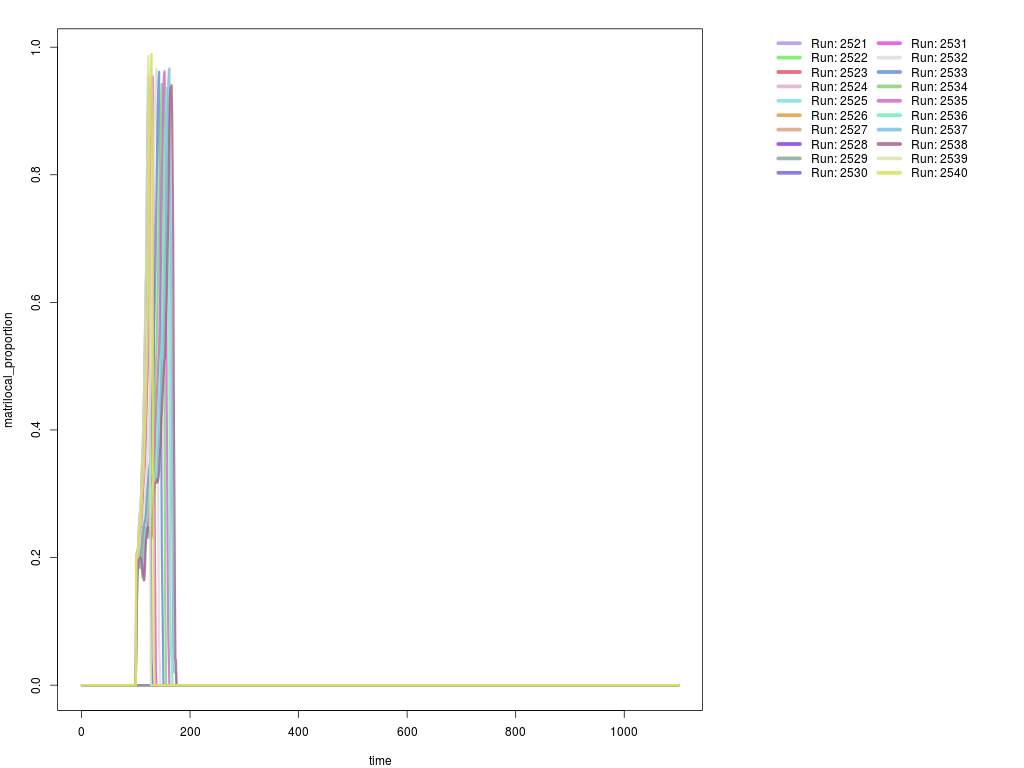 1.0
0.8
0.6
0.4
0.2
0.0
matrilocal_proportion
0 200 400 600 800 1000
time
Run: 2521 Run: 2531
Run: 2522 Run: 2532
Run: 2523 Run: 2533
Run: 2524 Run: 2534
Run: 2525 Run: 2535
Run: 2526 Run: 2536
Run: 2527 Run: 2537
Run: 2528 Run: 2538
Run: 2529 Run: 2539
Run: 2530 Run: 2540